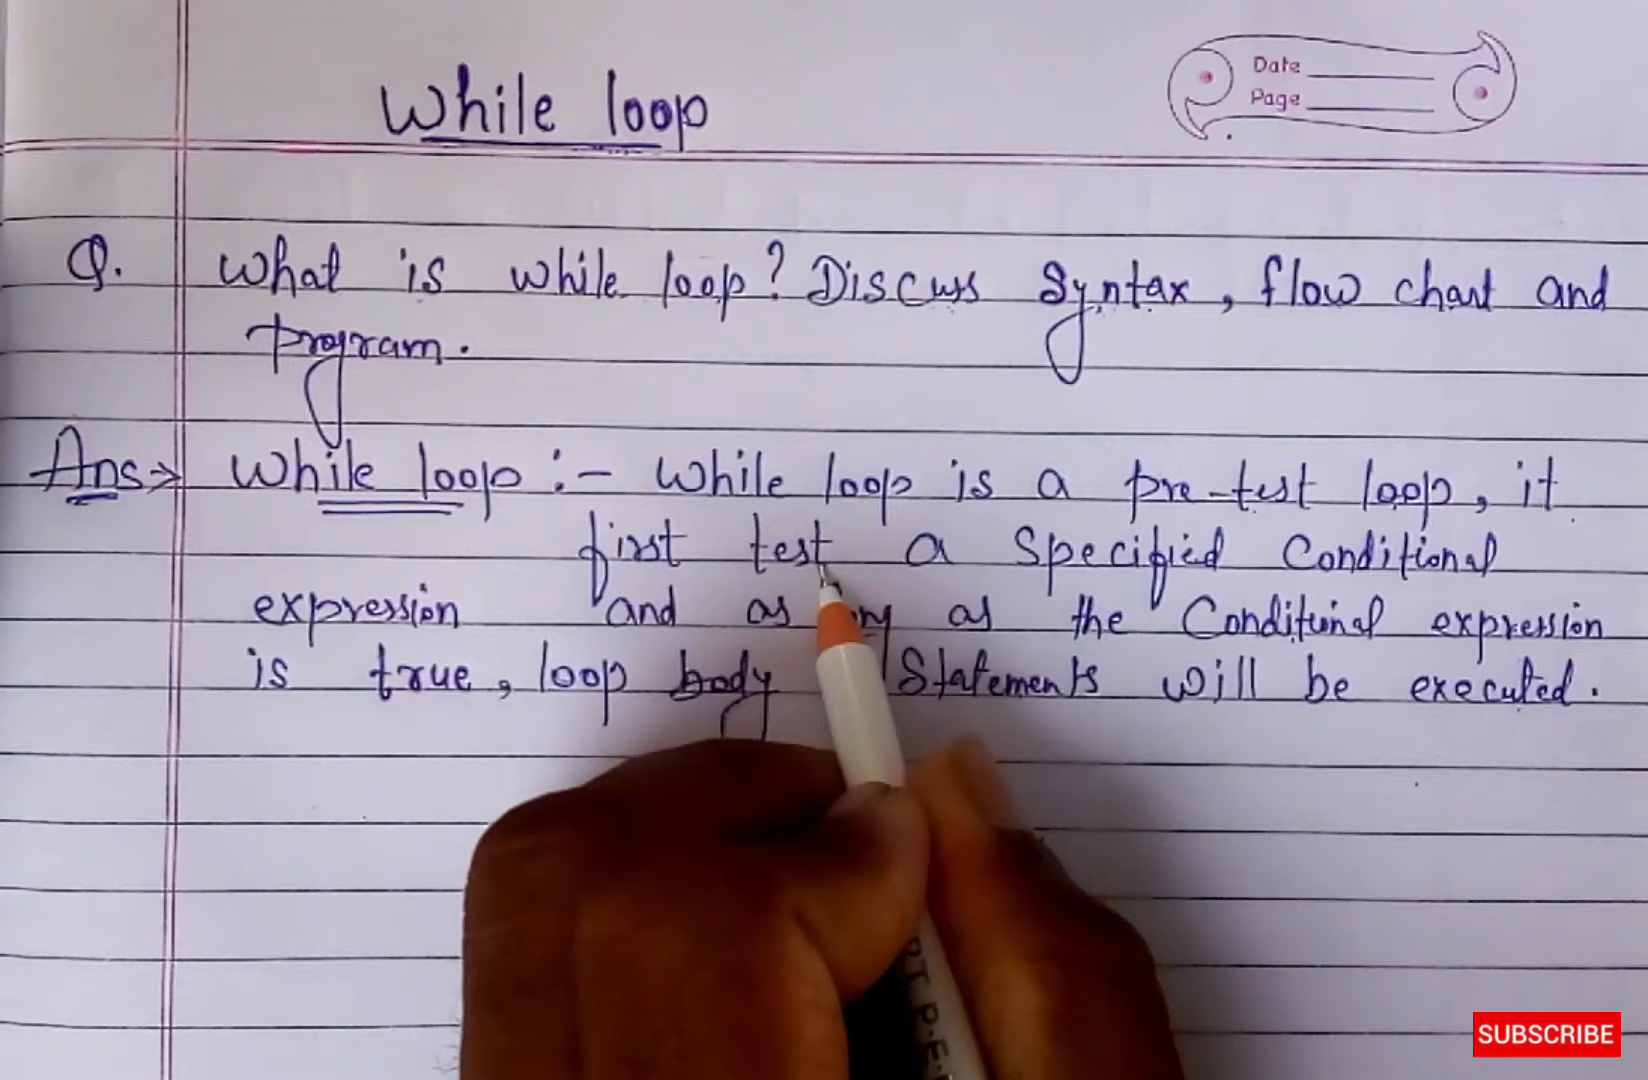 While loop
Date
Page
Q. What is while loop? Discuss Syntax, flow chart and
program.
Ans⇒ While loop :- While loop is a pre-test loop, it
first test a specified Conditional
expression and as as the Conditional expression
is true, loop body Statements will be executed.
SUBSCRIBE